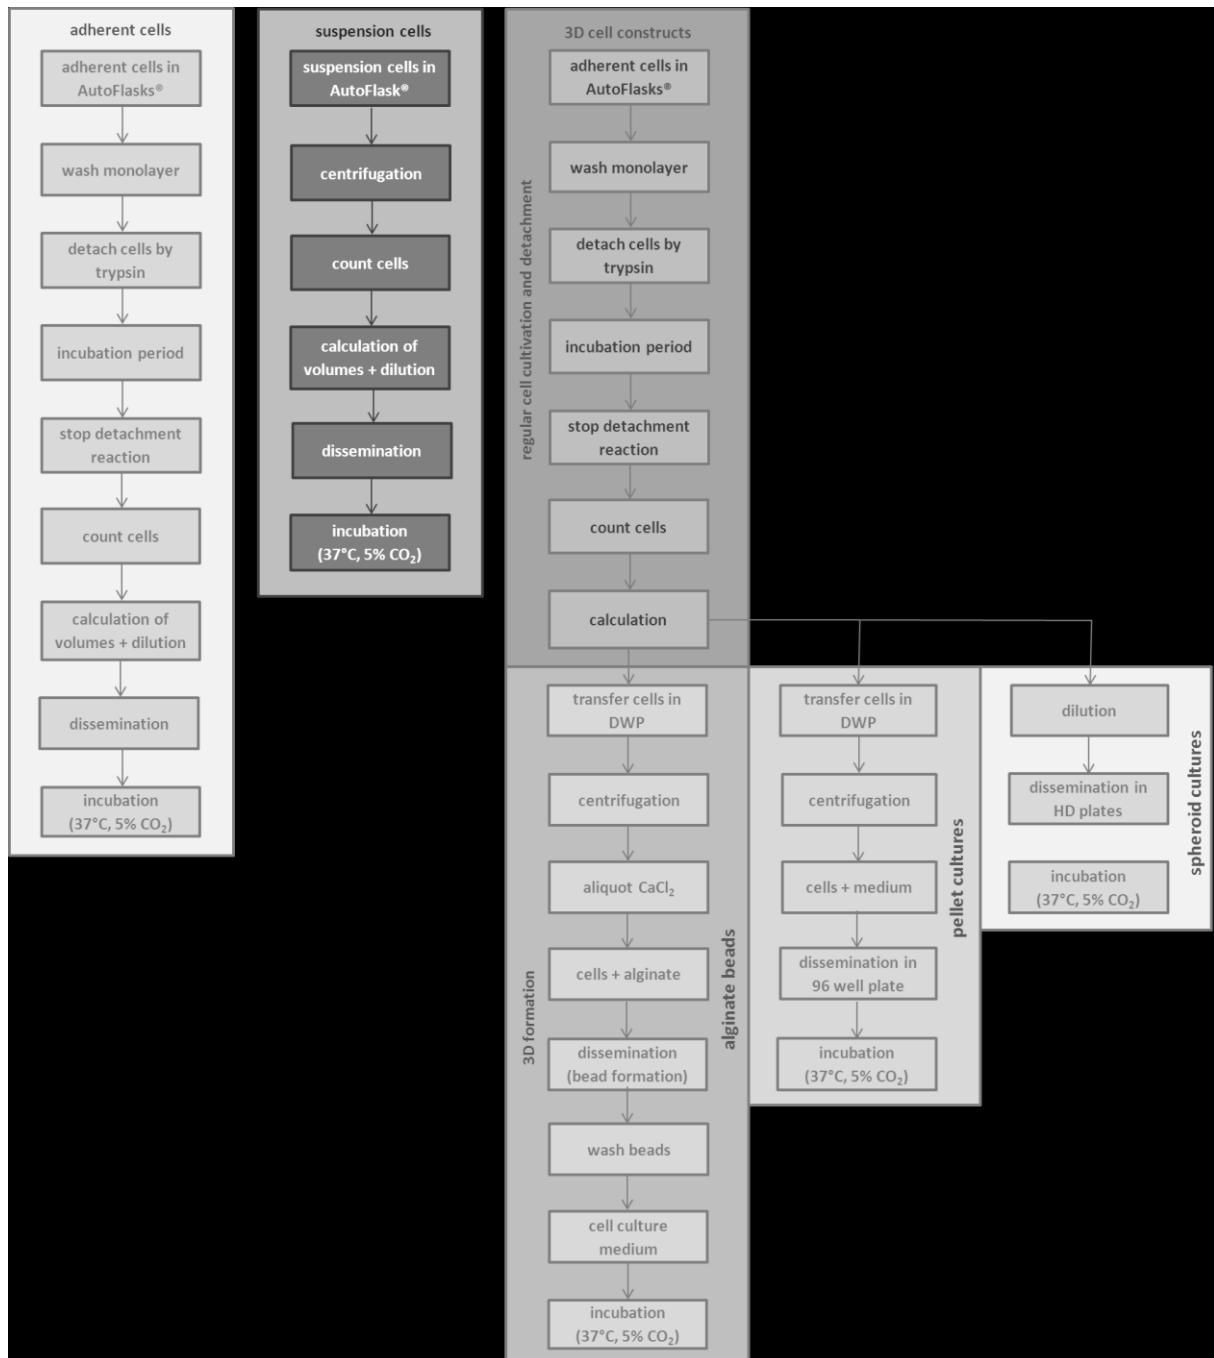 adherent cells
adherent cells in
AutoFlasks®
wash monolayer
detach cells by
trypsin
incubation period
stop detachment
reaction
count cells
calculation of
volumes + dilution
dissemination
incubation
(37°C, 5% CO₂)
suspension cells
suspension cells in
AutoFlask®
centrifugation
count cells
calculation of
volumes + dilution
dissemination
incubation
(37°C, 5% CO₂)
3D cell constructs
regular cell cultivation and detachment
adherent cells in
AutoFlasks®
wash monolayer
detach cells by
trypsin
incubation period
stop detachment
reaction
count cells
calculation
3D formation
alginate beads
transfer cells in
DWP
centrifugation
aliquot CaCl₂
cells + alginate
dissemination
(bead formation)
wash beads
cell culture
medium
incubation
(37°C, 5% CO₂)
pellet cultures
transfer cells in
DWP
centrifugation
cells + medium
dissemination in
96 well plate
incubation
(37°C, 5% CO₂)
spheroid cultures
dilution
dissemination in
HD plates
incubation
(37°C, 5% CO₂)